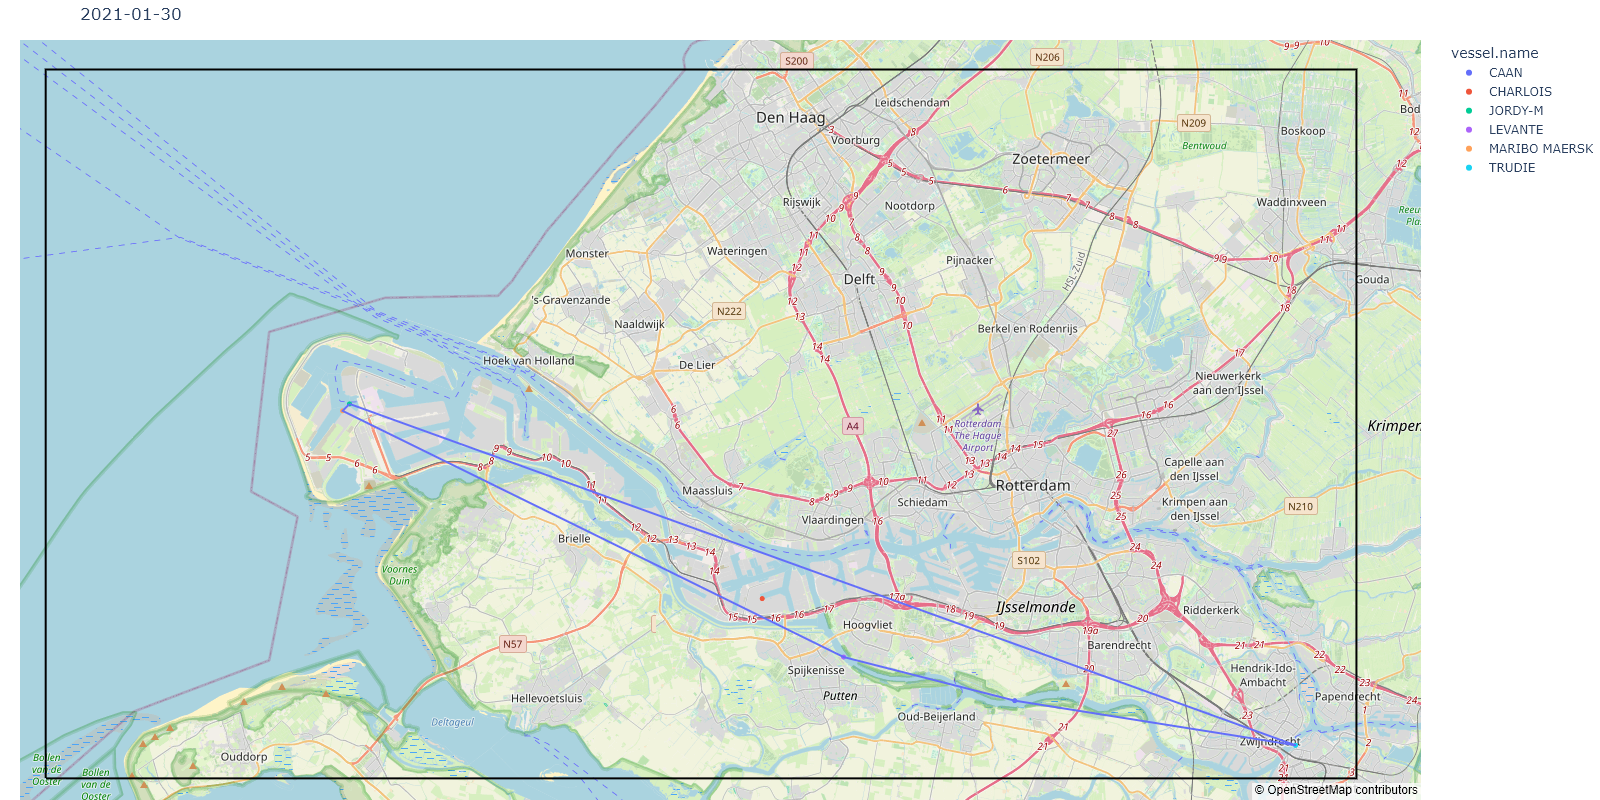 2021-01-30
vessel.name
CAAN
CHARLOIS
JORDY-M
LEVANTE
MARIBO MAERSK
TRUDIE
S200
N206
Leidschendam
Den Haag
Voorburg
N209
Boskoop
Bod
Bentwoud
Zoetermeer
Rijswijk
Nootdorp
Waddinxveen
Reeu
Pla
Monster
Wateringen
Pijnacker
HSL-Zuid
Delft
Gouda
's-Gravenzande
Naaldwijk
N222
Berkel en Rodenrijs
Hoek van Holland
De Lier
Nieuwerkerk
aan den IJssel
A4
Rotterdam
The Hague
Airport
Krimpen
Capelle aan
den IJssel
Maassluis
Rotterdam
Schiedam
Vlaardingen
Krimpen aan
den IJssel
N210
Brielle
S102
Voornes
Duin
IJsselmonde
Ridderkerk
Hoogvliet
N57
Barendrecht
Spijkenisse
Hendrik-Ido-
Ambacht
Putten
Papendrecht
Hellevoetsluis
Oud-Beijerland
Deltageul
Zwijndrecht
Ouddorp
Bollen
van de
Ooster
Bollen
van de
Ooster
© OpenStreetMap contributors